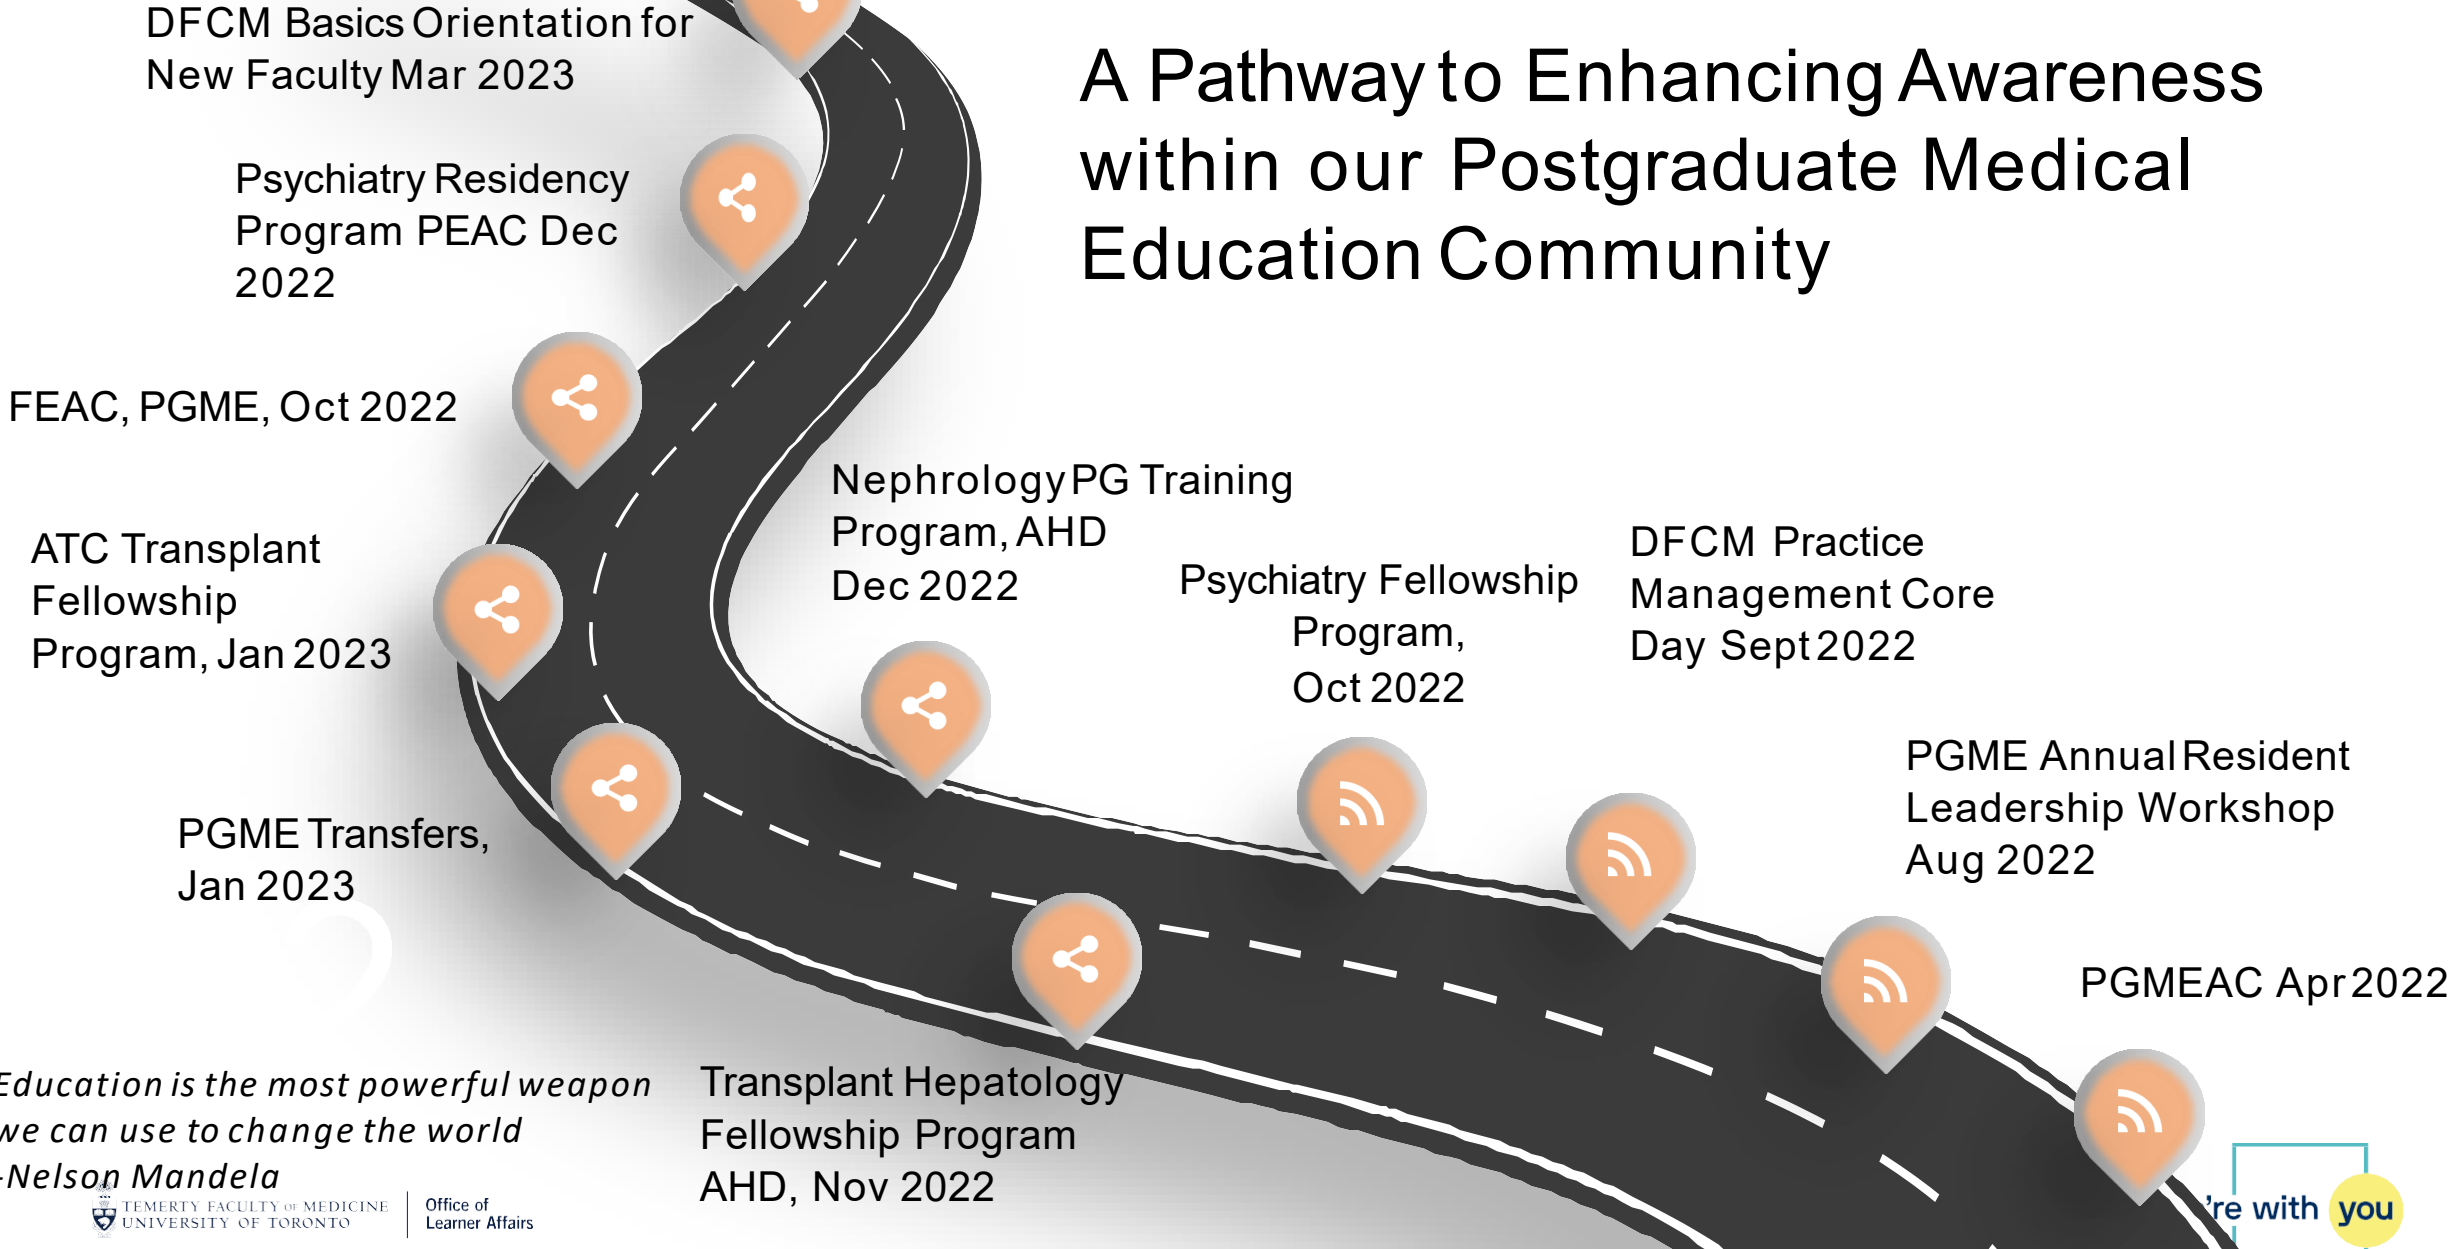 DFCM Basics Orientation for
New Faculty Mar 2023
A Pathway to Enhancing Awareness
within our Postgraduate Medical
Education Community
Psychiatry Residency
Program PEAC Dec
2022
FEAC, PGME, Oct 2022
Nephrology PG Training
Program, AHD
Dec 2022
ATC Transplant
Fellowship
Program, Jan 2023
Psychiatry Fellowship
Program,
Oct 2022
DFCM Practice
Management Core
Day Sept 2022
PGME Annual Resident
Leadership Workshop
Aug 2022
PGME Transfers,
Jan 2023
PGMEAC Apr 2022
Education is the most powerful weapon
we can use to change the world
-Nelson Mandela
Transplant Hepatology
Fellowship Program
AHD, Nov 2022
TEMERTY FACULTY OF MEDICINE
UNIVERSITY OF TORONTO
Office of
Learner Affairs
're with you